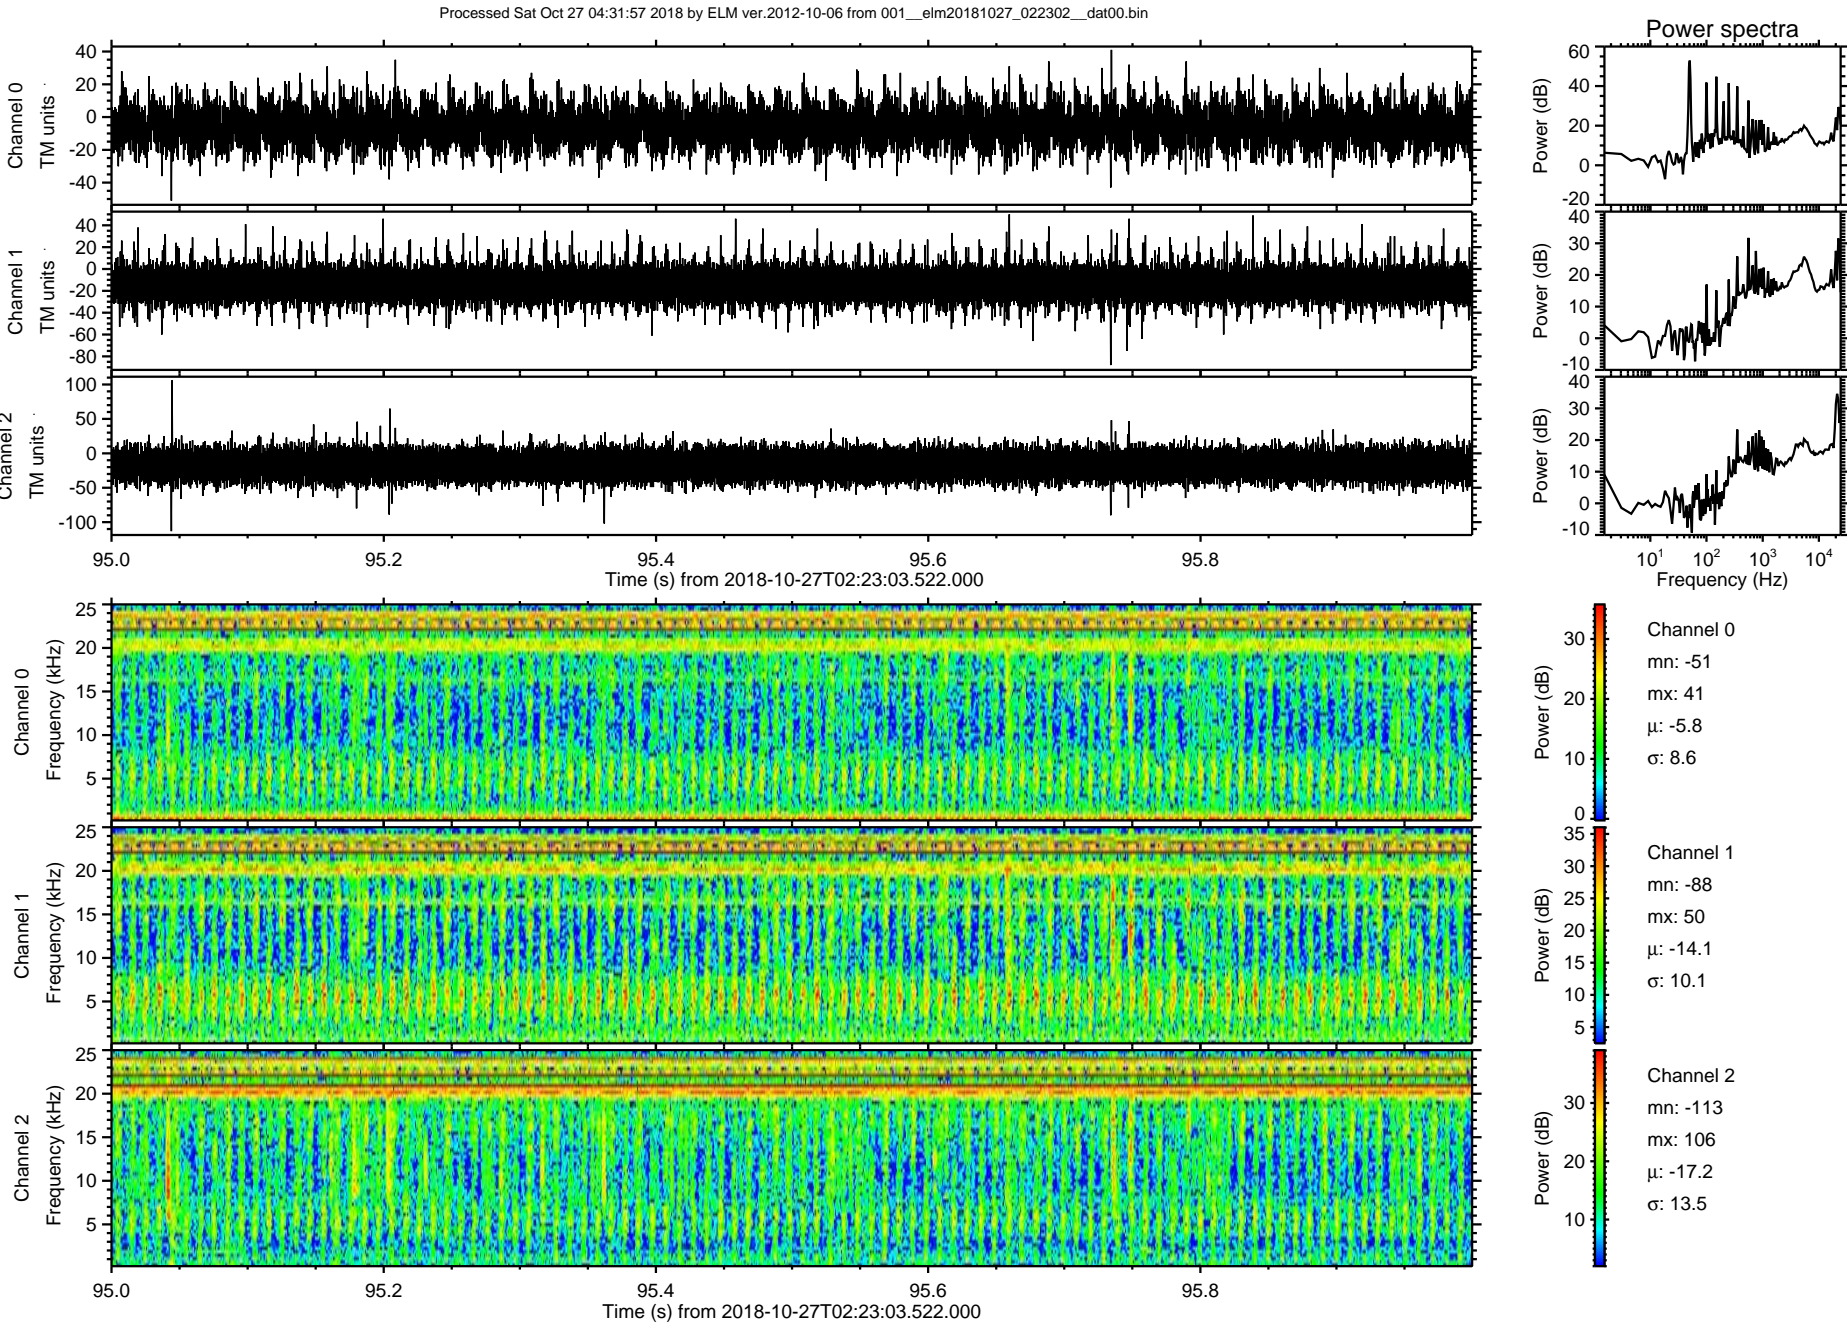 Processed Sat Oct 27 04:31:57 2018 by ELM ver.2012-10-06 from 001__elm20181027_022302__dat00.bin
Power spectra
Channel 0
TM units
40
20
0
-20
-40
Power (dB)
60
40
20
0
-20
Channel 1
TM units
40
20
0
-20
-40
-60
-80
Power (dB)
40
30
20
10
0
-10
Channel 2
TM units
100
50
0
-50
-100
Power (dB)
40
30
20
10
0
-10
95.0 95.2 95.4 95.6 95.8
Time (s) from 2018-10-27T02:23:03.522.000
10^1 10^2 10^3 10^4
Frequency (Hz)
Channel 0
Frequency (kHz)
25
20
15
10
5
Power (dB)
30
20
10
0
Channel 0
mn: -51
mx: 41
μ: -5.8
σ: 8.6
Channel 1
Frequency (kHz)
25
20
15
10
5
Power (dB)
35
30
25
20
15
10
5
Channel 1
mn: -88
mx: 50
μ: -14.1
σ: 10.1
Channel 2
Frequency (kHz)
25
20
15
10
5
Power (dB)
30
20
10
Channel 2
mn: -113
mx: 106
μ: -17.2
σ: 13.5
95.0 95.2 95.4 95.6 95.8
Time (s) from 2018-10-27T02:23:03.522.000